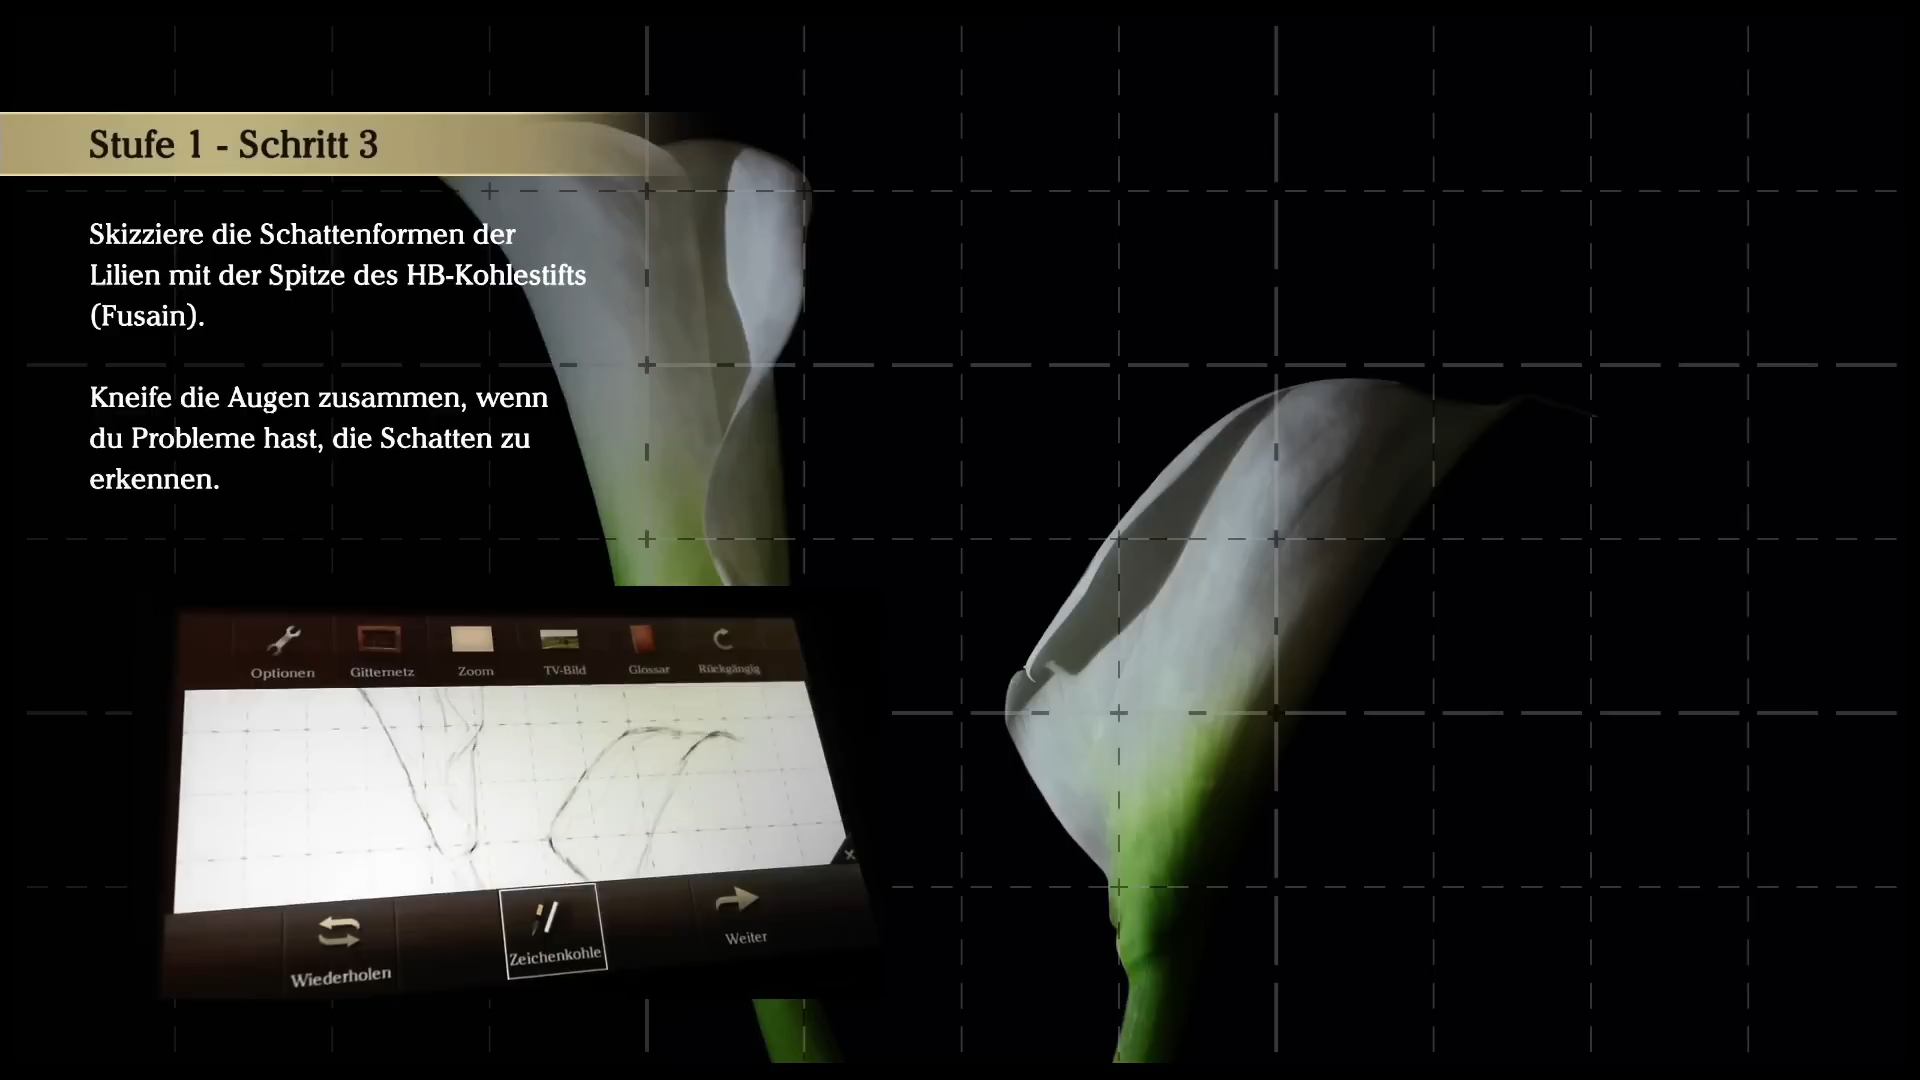 Stufe 1 - Schritt 3
Skizziere die Schattenformen der
Lilien mit der Spitze des HB-Kohlestifts
(Fusain).
Kneife die Augen zusammen, wenn
du Probleme hast, die Schatten zu
erkennen.
Optionen
Gitternetz
Zoom
TV-Bild
Glossar
Rückgängig
Wiederholen
Zeichenkohle
Weiter